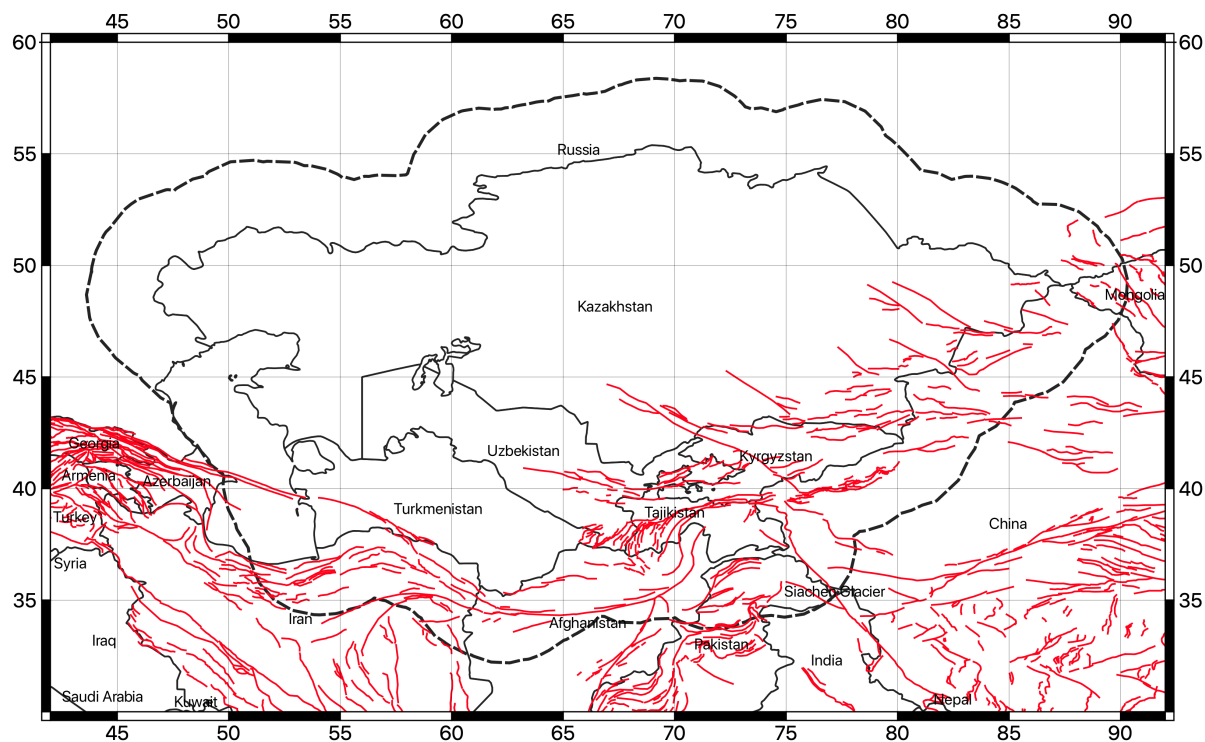 45 50 55 60 65 70 75 80 85 90
60 60
Russia
55 55
50 50
Mongolia
Kazakhstan
45 45
Georgia
Uzbekistan
Kyrgyzstan
Armenia
Azerbaijan
40 40
Turkmenistan
Tajikistan
Turkey
China
Syria
Siachen Glacier
35 35
Iran
Afghanistan
Iraq
Pakistan
India
Saudi Arabia
Kuwait
Nepal
45 50 55 60 65 70 75 80 85 90